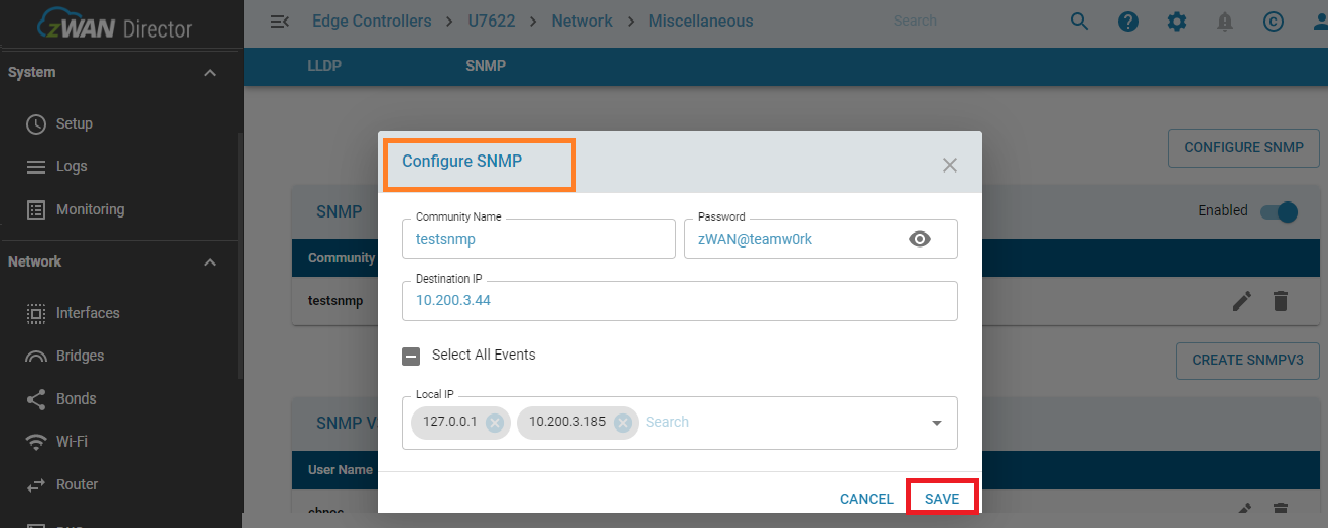 zWAN Director
Edge Controllers > U7622 > Network > Miscellaneous
Search
LLDP
SNMP
System
Setup
Logs
Monitoring
Network
Interfaces
Bridges
Bonds
Wi-Fi
Router
CONFIGURE SNMP
SNMP
Enabled
Community
testsnmp
CREATE SNMPV3
SNMP V
User Name
Configure SNMP
Community Name
testsnmp
Password
zWAN@teamw0rk
Destination IP
10.200.3.44
Select All Events
Local IP
127.0.0.1
10.200.3.185
Search
CANCEL
SAVE